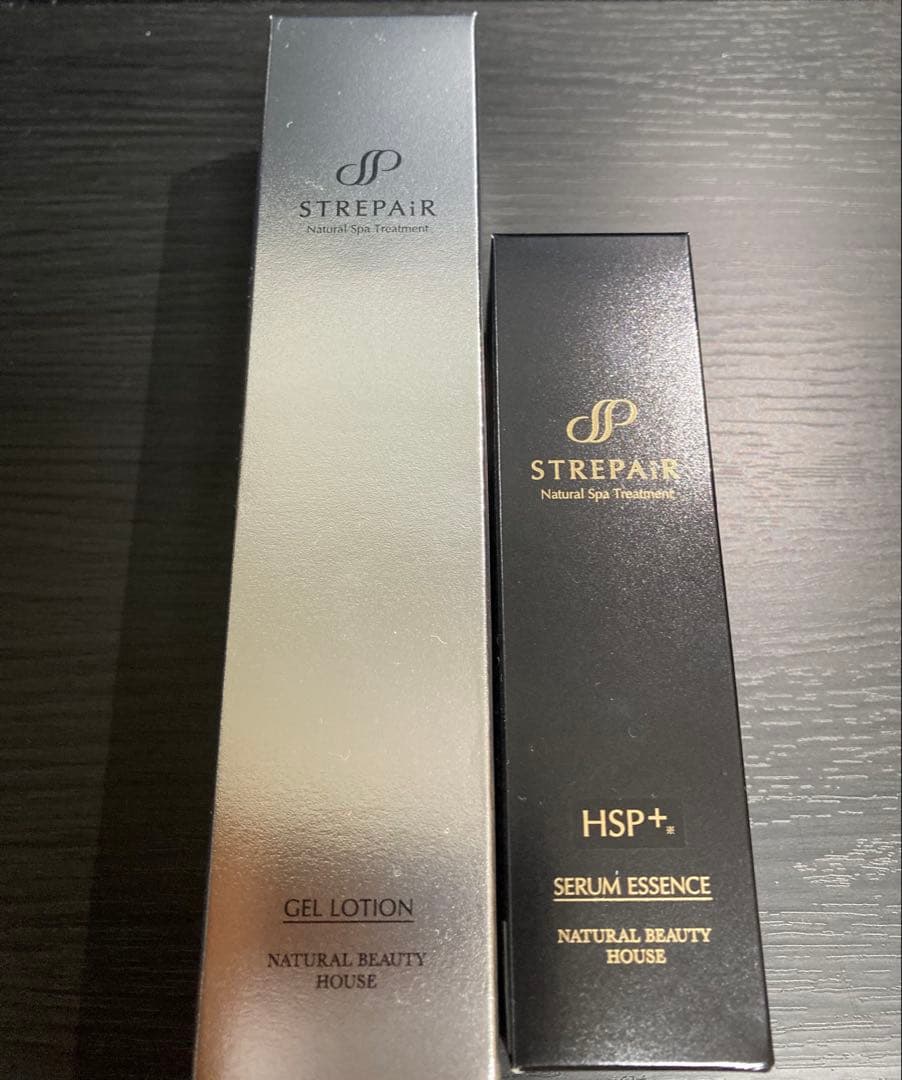 STREPAiR
Natural Spa Treatment
GEL LOTION
NATURAL BEAUTY
HOUSE
STREPAiR
Natural Spa Treatment
HSP+※
SERUM ESSENCE
NATURAL BEAUTY
HOUSE